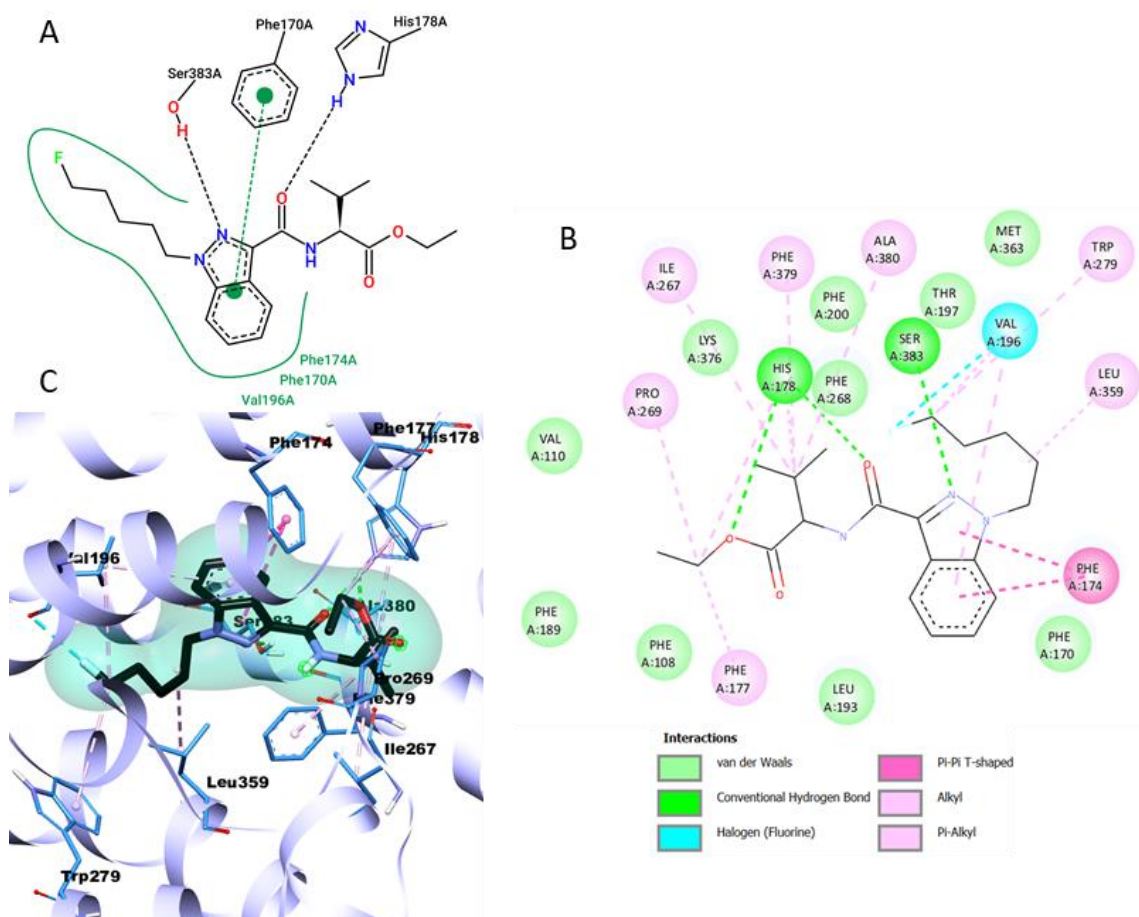 A
Phe170A
His178A
Ser383A
O
H
N
H
N
F
O
N
N
N
H
O
O
Phe174A
Phe170A
Val196A
B
ILE
A:267
PHE
A:379
ALA
A:380
MET
A:363
TRP
A:279
PHE
A:200
THR
A:197
LYS
A:376
HIS
A:178
PHE
A:268
SER
A:383
VAL
A:196
PRO
A:269
LEU
A:359
VAL
A:110
O
N
N
N
O
O
PHE
A:174
PHE
A:189
PHE
A:108
PHE
A:177
LEU
A:193
PHE
A:170
Interactions
van der Waals
Conventional Hydrogen Bond
Halogen (Fluorine)
Pi-Pi T-shaped
Alkyl
Pi-Alkyl
C
Phe174
Phe177
His178
Val196
Pro269
Ile267
Leu359
Trp279